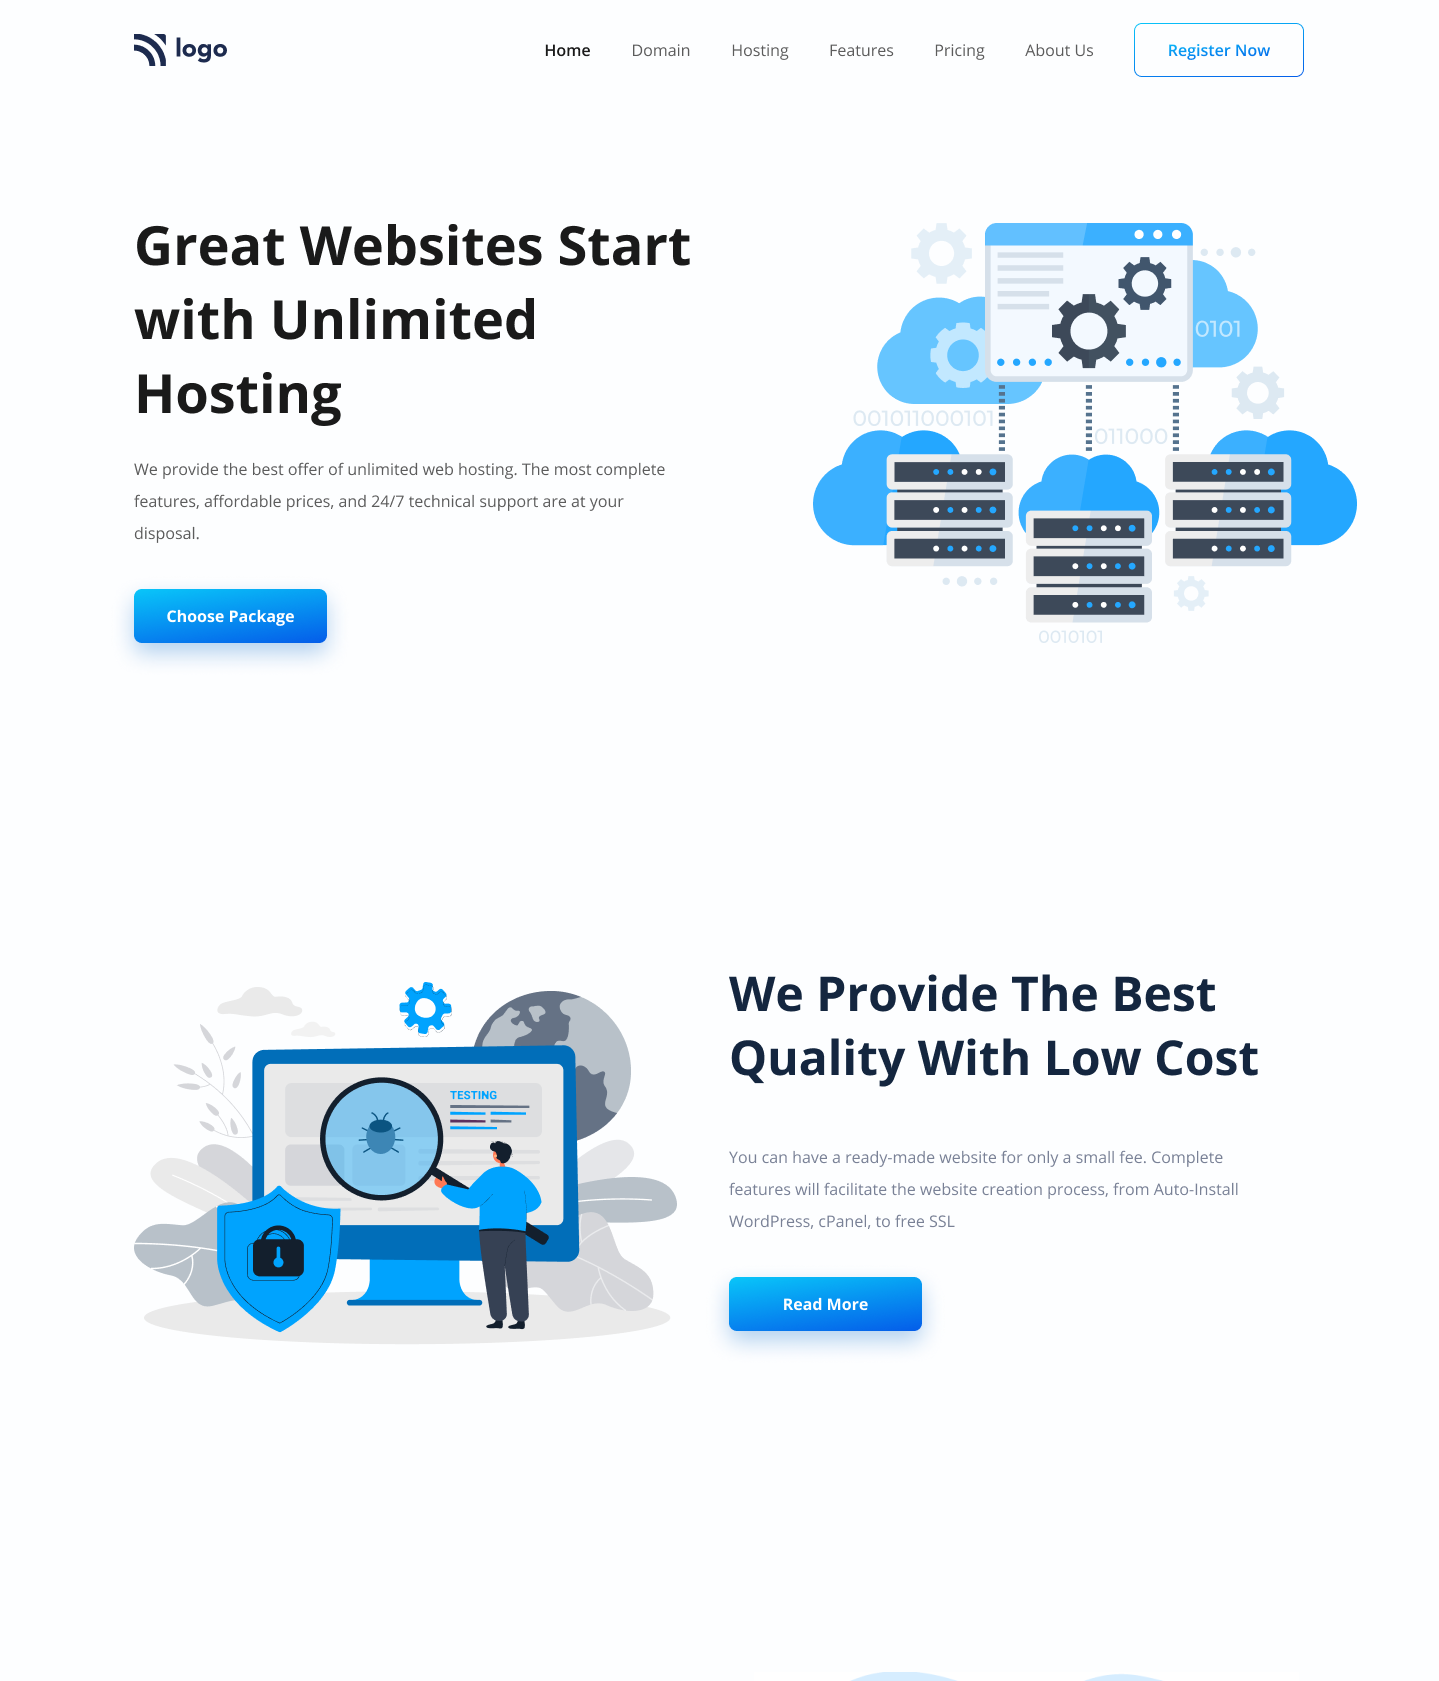 logo
Home Domain Hosting Features Pricing About Us Register Now
Great Websites Start
with Unlimited
Hosting
We provide the best offer of unlimited web hosting. The most complete
features, affordable prices, and 24/7 technical support are at your
disposal.
Choose Package
0101
001011000101
011000
0010101
TESTING
We Provide The Best
Quality With Low Cost
You can have a ready-made website for only a small fee. Complete
features will facilitate the website creation process, from Auto-Install
WordPress, cPanel, to free SSL
Read More